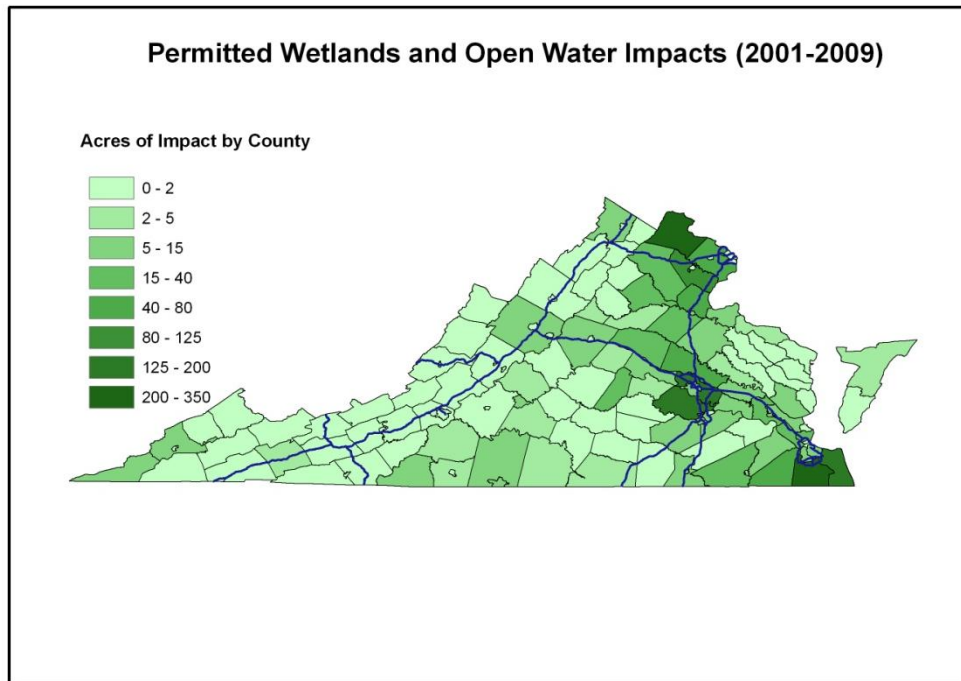 Permitted Wetlands and Open Water Impacts (2001-2009)
Acres of Impact by County
0 - 2
2 - 5
5 - 15
15 - 40
40 - 80
80 - 125
125 - 200
200 - 350